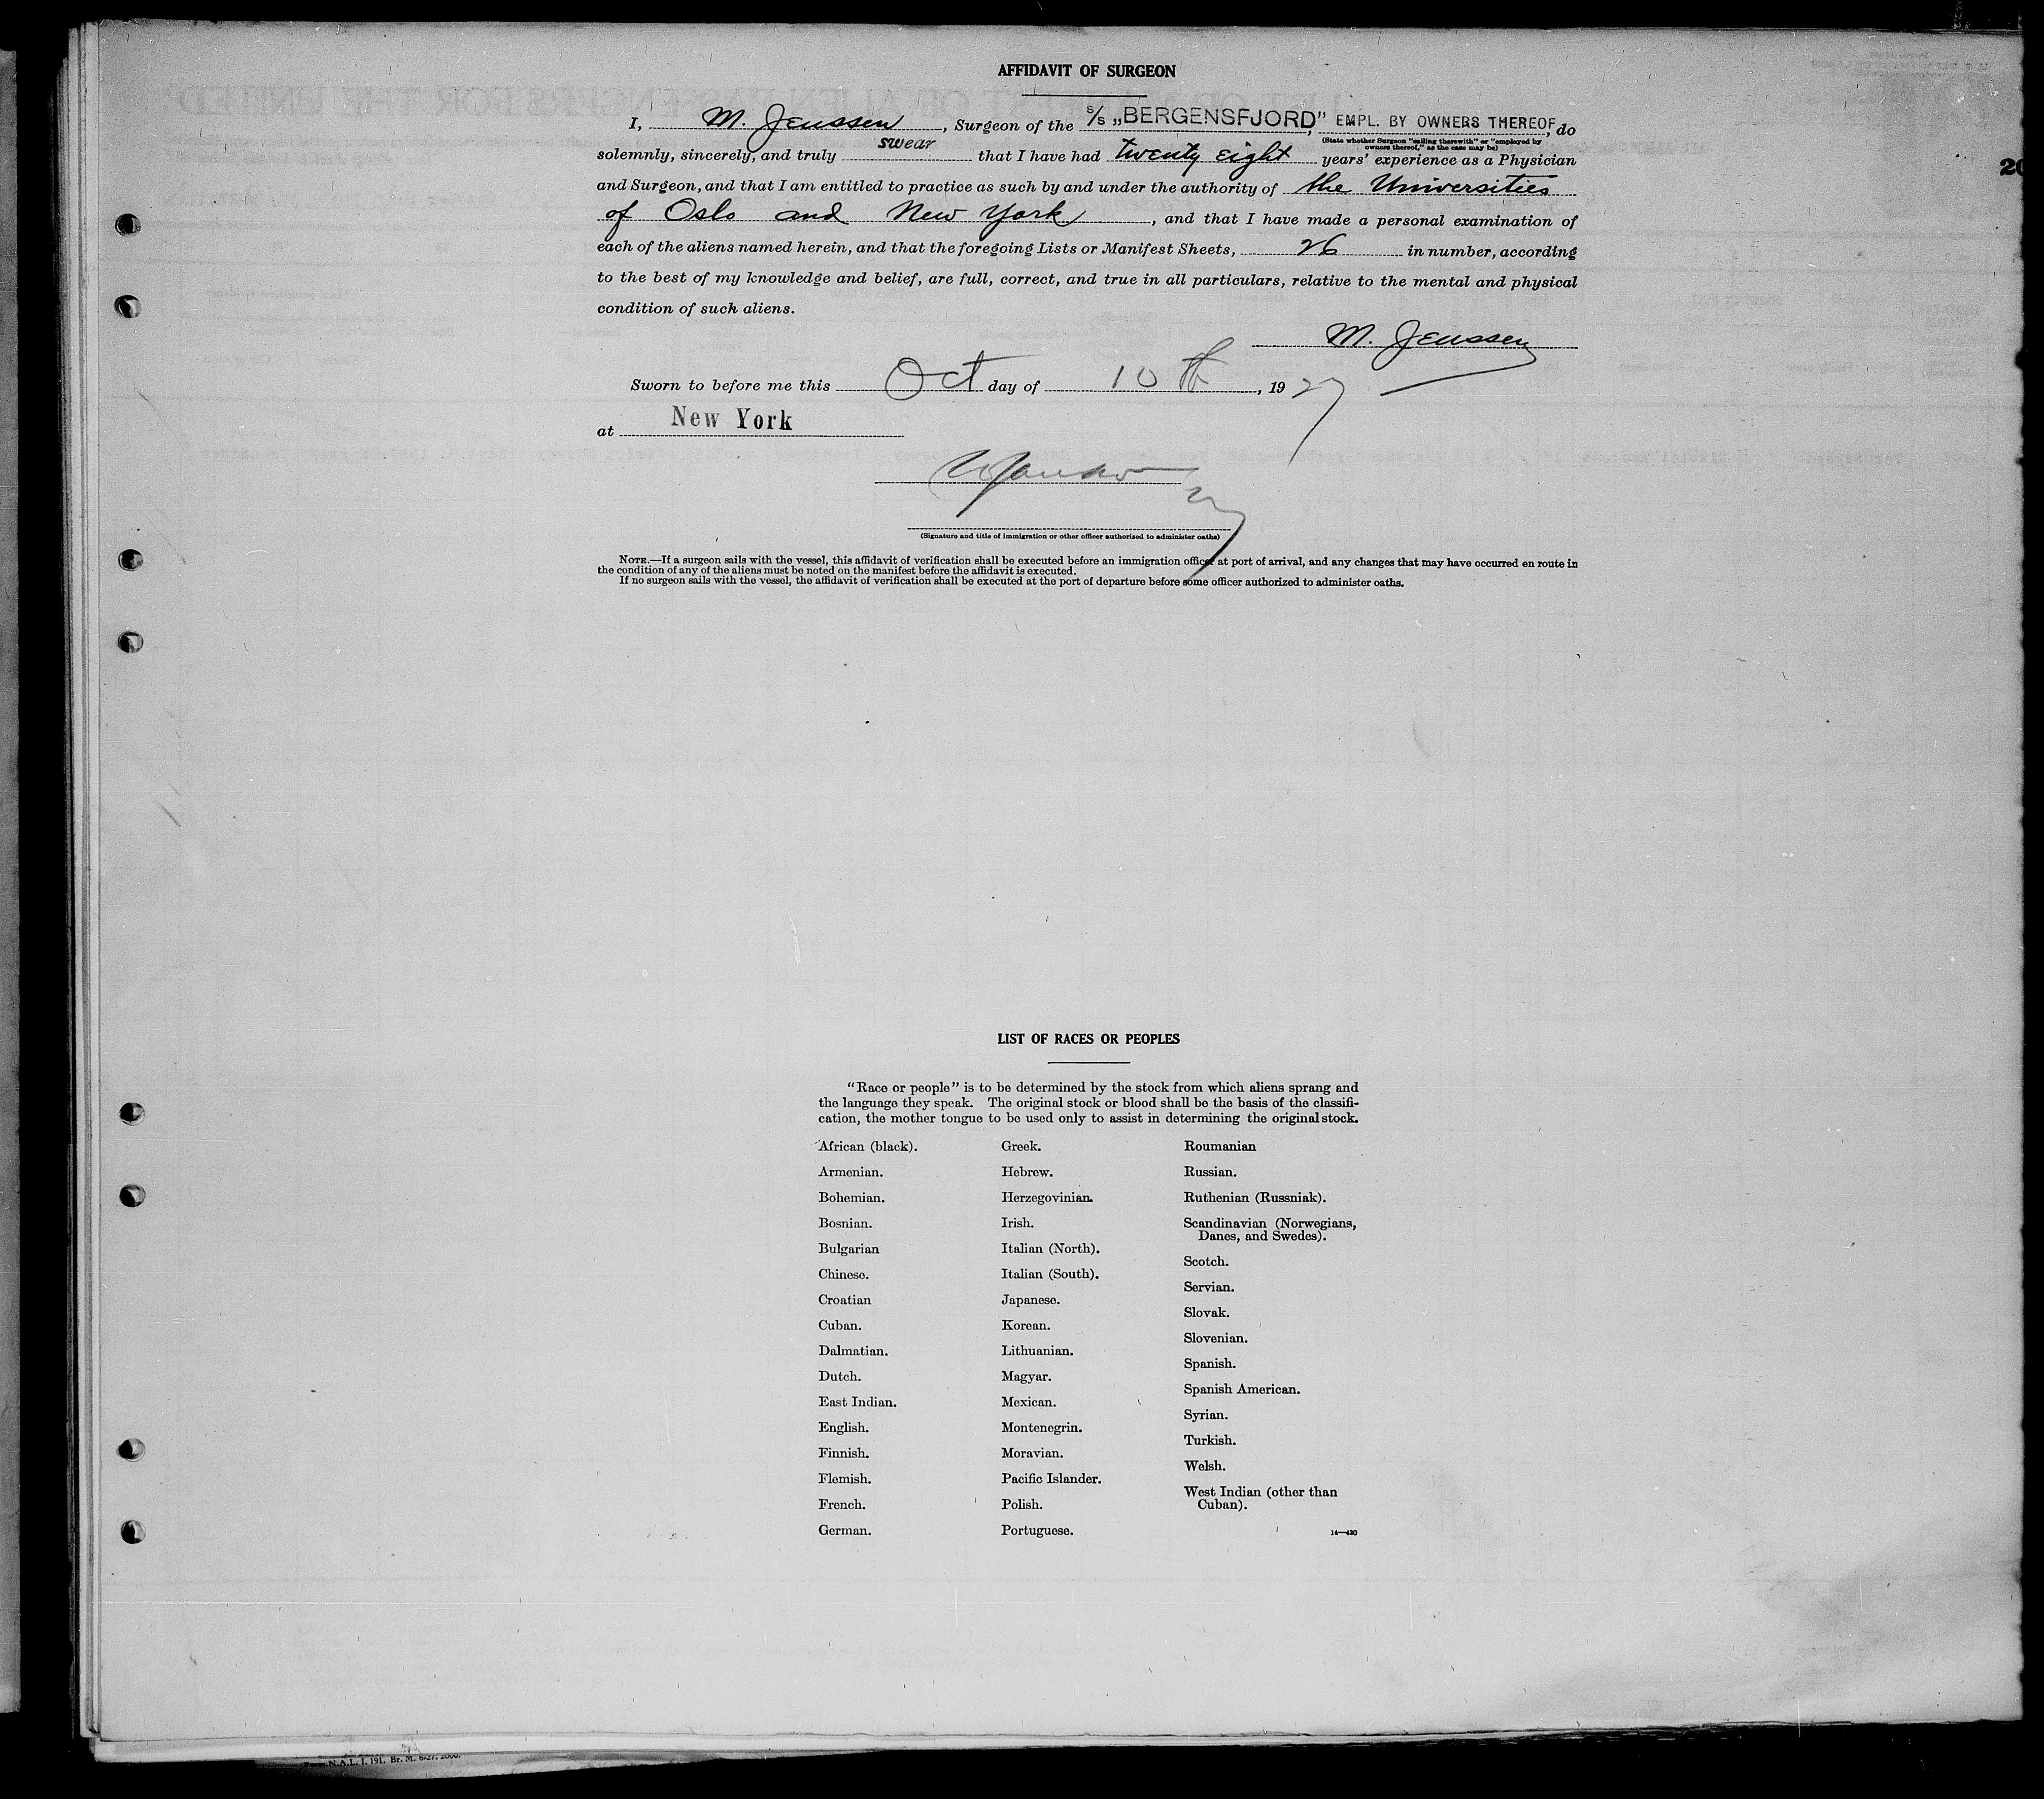 AFFIDAVIT OF SURGEON
I, M. Jenssen, Surgeon of the S/S „BERGENSFJORD", EMPL. BY OWNERS THEREOF, do
(State whether Surgeon "sailing therewith" or "employed by
owners thereof," as the case may be)
solemnly, sincerely, and truly swear that I have had twenty eight years' experience as a Physician
and Surgeon, and that I am entitled to practice as such by and under the authority of the Universities
of Oslo and New York, and that I have made a personal examination of
each of the aliens named herein, and that the foregoing Lists or Manifest Sheets, 26 in number, according
to the best of my knowledge and belief, are full, correct, and true in all particulars, relative to the mental and physical
condition of such aliens.
M. Jenssen
Sworn to before me this Oct day of 10th, 1927
at New York
(Signature and title of immigration or other officer authorized to administer oaths)
NOTE.—If a surgeon sails with the vessel, this affidavit of verification shall be executed before an immigration officer at port of arrival, and any changes that may have occurred en route in
the condition of any of the aliens must be noted on the manifest before the affidavit is executed.
If no surgeon sails with the vessel, the affidavit of verification shall be executed at the port of departure before some officer authorized to administer oaths.
20
LIST OF RACES OR PEOPLES
"Race or people" is to be determined by the stock from which aliens sprang and
the language they speak. The original stock or blood shall be the basis of the classifi-
cation, the mother tongue to be used only to assist in determining the original stock.
African (black).
Armenian.
Bohemian.
Bosnian.
Bulgarian
Chinese.
Croatian
Cuban.
Dalmatian.
Dutch.
East Indian.
English.
Finnish.
Flemish.
French.
German.
Greek.
Hebrew.
Herzegovinian.
Irish.
Italian (North).
Italian (South).
Japanese.
Korean.
Lithuanian.
Magyar.
Mexican.
Montenegrin.
Moravian.
Pacific Islander.
Polish.
Portuguese.
Roumanian
Russian.
Ruthenian (Russniak).
Scandinavian (Norwegians,
Danes, and Swedes).
Scotch.
Servian.
Slovak.
Slovenian.
Spanish.
Spanish American.
Syrian.
Turkish.
Welsh.
West Indian (other than
Cuban).
14—430
N.A.L. I. 191. Br. M. 6-27. 2000.